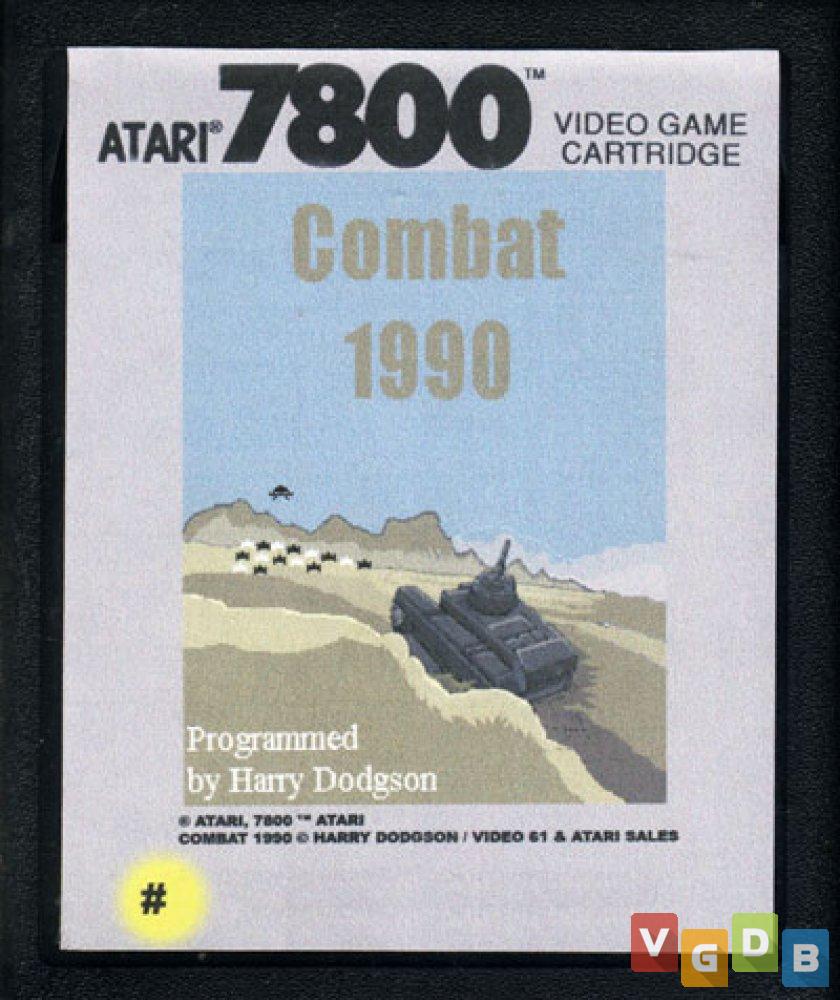 ATARI® 7800™ VIDEO GAME
CARTRIDGE
Combat
1990
Programmed
by Harry Dodgson
® ATARI, 7800 ™ ATARI
COMBAT 1990 © HARRY DODGSON / VIDEO 61 & ATARI SALES
#
VGDB